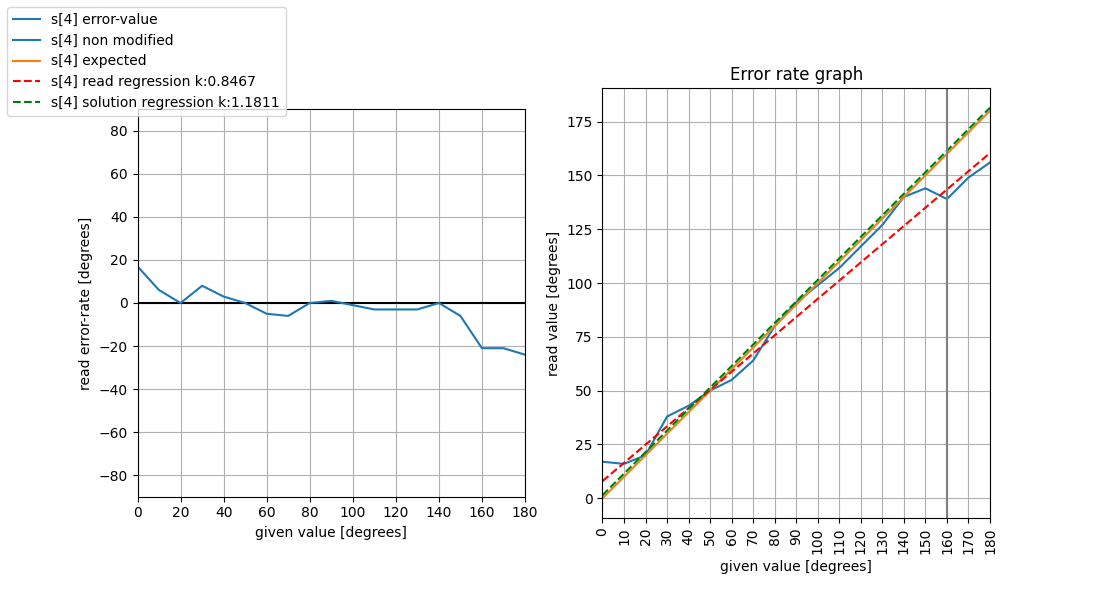 s[4] error-value
s[4] non modified
s[4] expected
s[4] read regression k:0.8467
s[4] solution regression k:1.1811
80
60
40
20
0
−20
−40
−60
−80
read error-rate [degrees]
0 20 40 60 80 100 120 140 160 180
given value [degrees]
Error rate graph
175
150
125
100
75
50
25
0
read value [degrees]
0 10 20 30 40 50 60 70 80 90 100 110 120 130 140 150 160 170 180
given value [degrees]